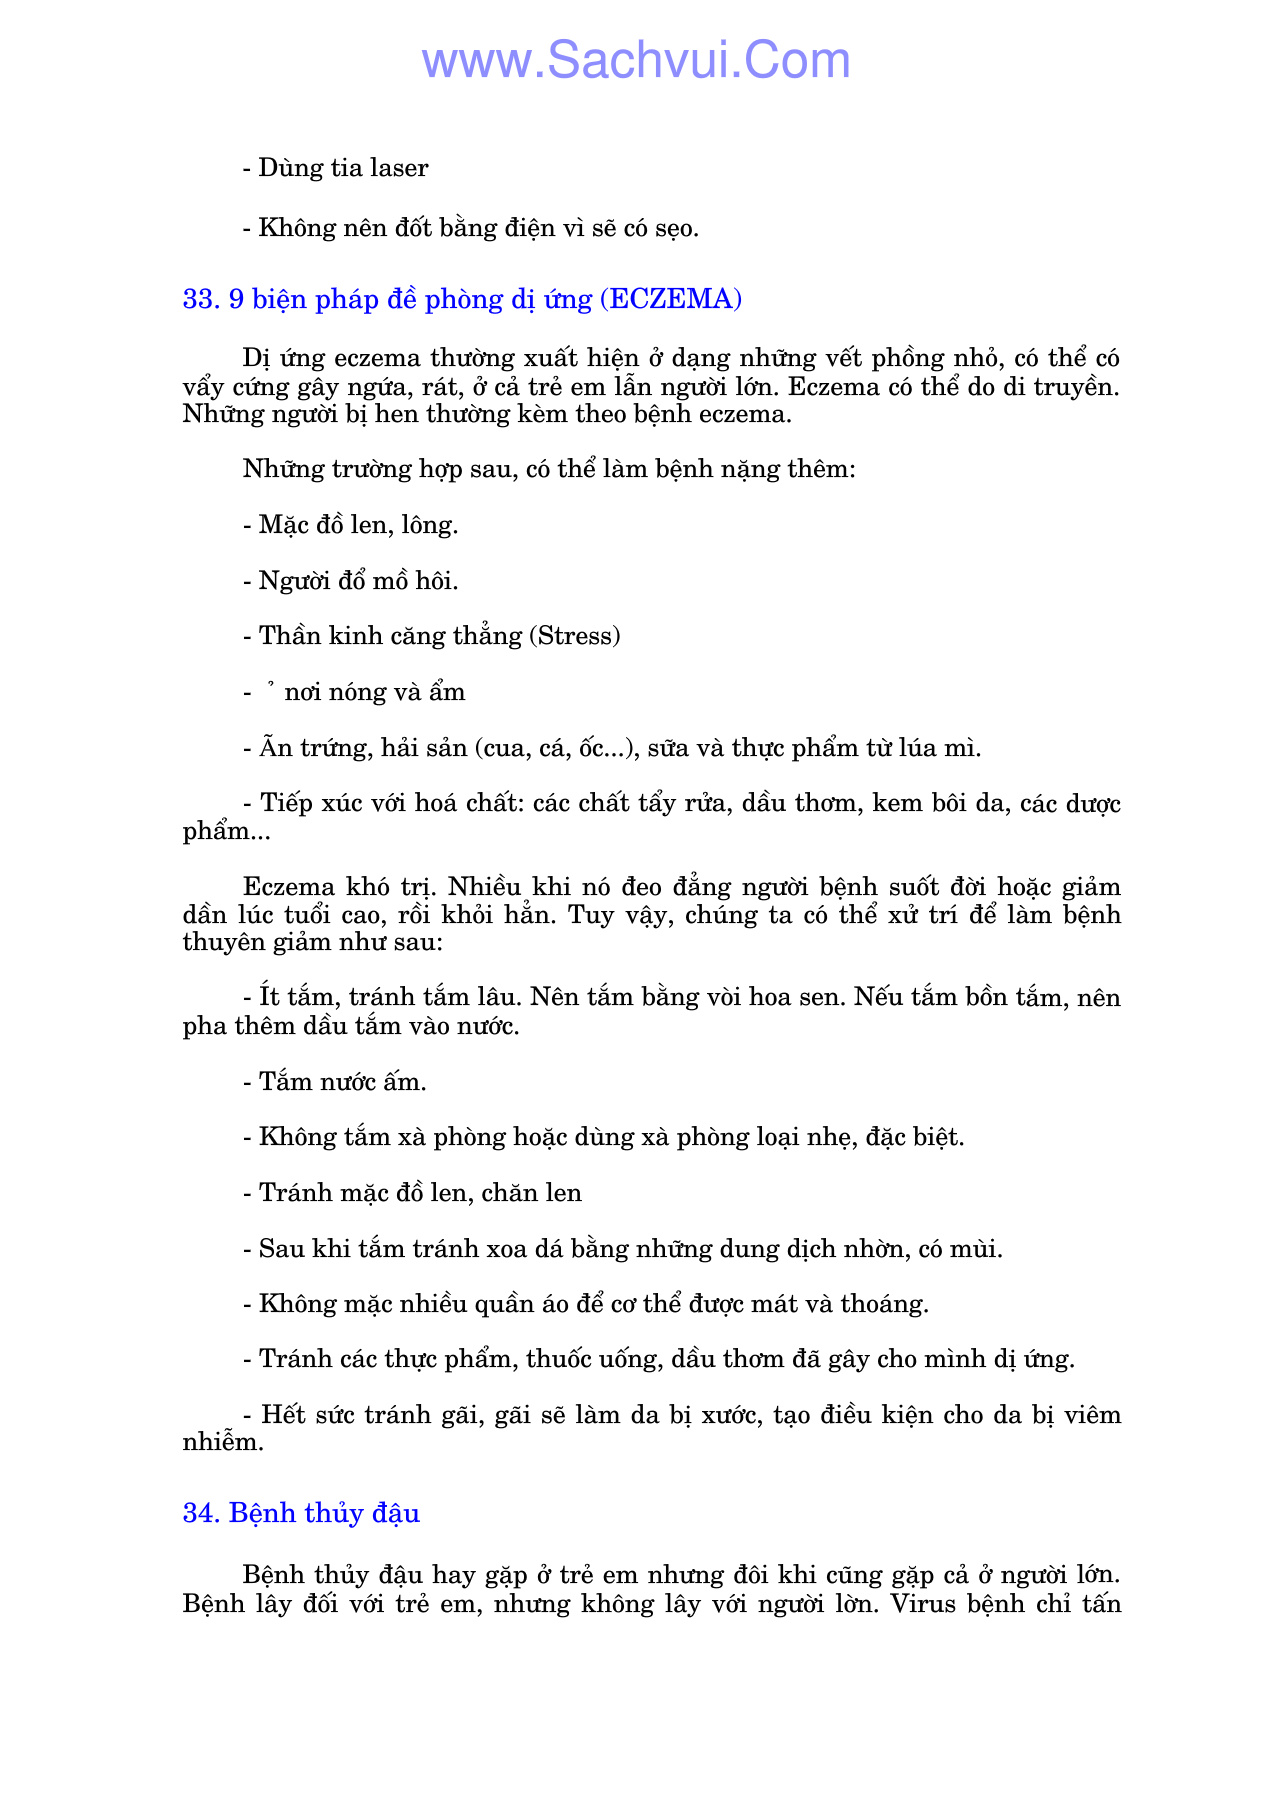 www.Sachvui.Com
- Dùng tia laser
- Không nên đốt bằng điện vì sẽ có sẹo.
33. 9 biện pháp đề phòng dị ứng (ECZEMA)
Dị ứng eczema thường xuất hiện ở dạng những vết phồng nhỏ, có thể có
vẩy cứng gây ngứa, rát, ở cả trẻ em lẫn người lớn. Eczema có thể do di truyền.
Những người bị hen thường kèm theo bệnh eczema.
Những trường hợp sau, có thể làm bệnh nặng thêm:
- Mặc đồ len, lông.
- Người đổ mồ hôi.
- Thần kinh căng thẳng (Stress)
- ̉ nơi nóng và ẩm
- Ãn trứng, hải sản (cua, cá, ốc...), sữa và thực phẩm từ lúa mì.
- Tiếp xúc với hoá chất: các chất tẩy rửa, dầu thơm, kem bôi da, các dược
phẩm...
Eczema khó trị. Nhiều khi nó đeo đẳng người bệnh suốt đời hoặc giảm
dần lúc tuổi cao, rồi khỏi hẳn. Tuy vậy, chúng ta có thể xử trí để làm bệnh
thuyên giảm như sau:
- Ít tắm, tránh tắm lâu. Nên tắm bằng vòi hoa sen. Nếu tắm bồn tắm, nên
pha thêm dầu tắm vào nước.
- Tắm nước ấm.
- Không tắm xà phòng hoặc dùng xà phòng loại nhẹ, đặc biệt.
- Tránh mặc đồ len, chăn len
- Sau khi tắm tránh xoa dá bằng những dung dịch nhờn, có mùi.
- Không mặc nhiều quần áo để cơ thể được mát và thoáng.
- Tránh các thực phẩm, thuốc uống, dầu thơm đã gây cho mình dị ứng.
- Hết sức tránh gãi, gãi sẽ làm da bị xước, tạo điều kiện cho da bị viêm
nhiễm.
34. Bệnh thủy đậu
Bệnh thủy đậu hay gặp ở trẻ em nhưng đôi khi cũng gặp cả ở người lớn.
Bệnh lây đối với trẻ em, nhưng không lây với người lờn. Virus bệnh chỉ tấn